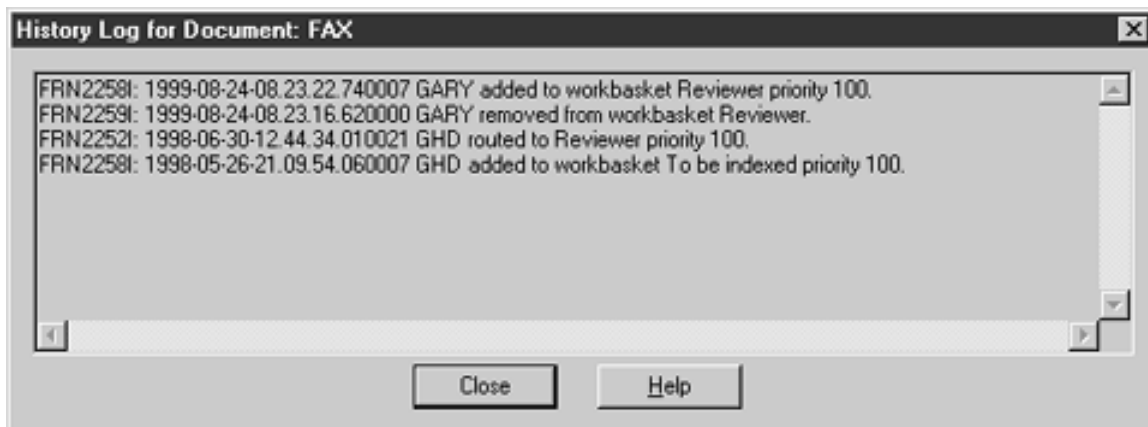 History Log for Document: FAX
FRN2258I: 1999-08-24-08.23.22.740007 GARY added to workbasket Reviewer priority 100.
FRN2259I: 1999-08-24-08.23.16.620000 GARY removed from workbasket Reviewer.
FRN2252I: 1998-06-30-12.44.34.010021 GHD routed to Reviewer priority 100.
FRN2258I: 1998-05-26-21.09.54.060007 GHD added to workbasket To be indexed priority 100.
Close
Help